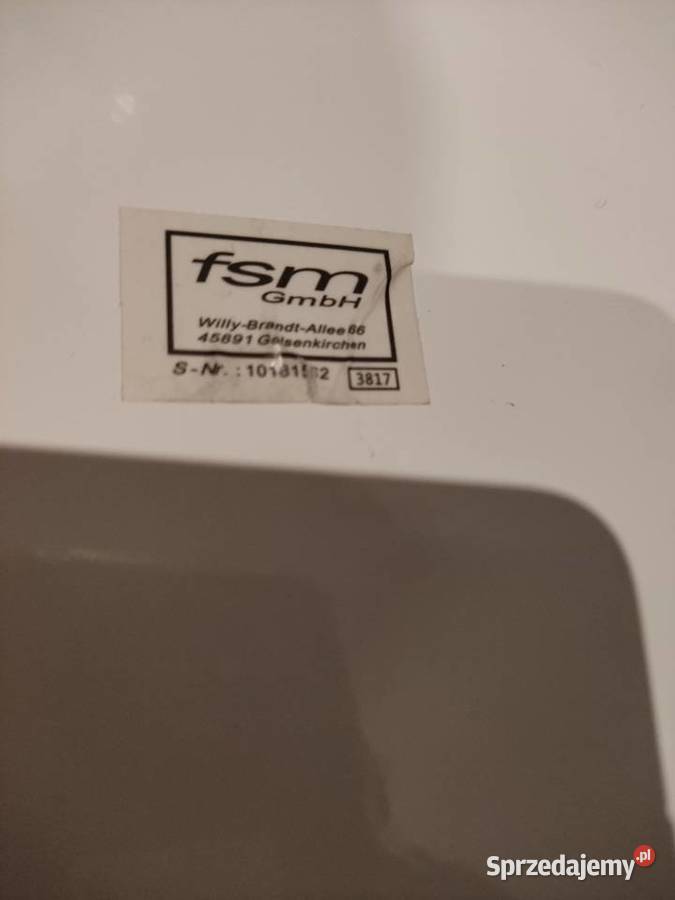 fsm
GmbH
Willy-Brandt-Allee 66
45891 Gelsenkirchen
S-Nr. :
3817
Sprzedajemy.pl